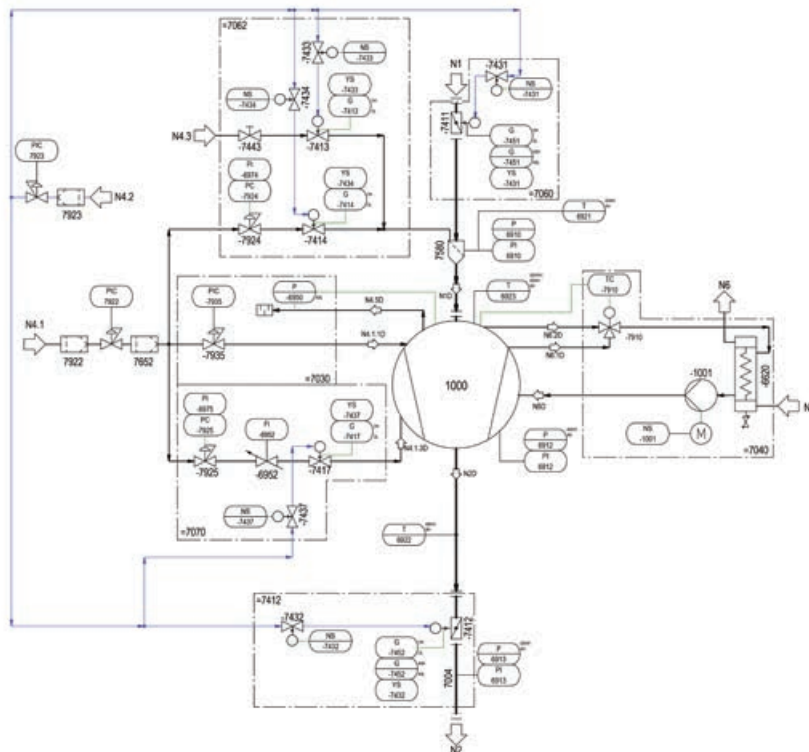 =7062
N1
-7433
NS
-7433
-7431
NS
-7431
YS
-7433
G
-7413
-7434
NS
-7434
-7411
G
-7451
G
-7451
YS
-7431
=7060
N4.3
-7443
-7413
PIC
7923
7923
N4.2
PI
-6974
PC
-7924
YS
-7434
G
-7414
-7924
-7414
7580
P
6910
PI
6910
T
6921
PIC
7922
PIC
-7935
P
-6950
N4.3D
N1D
T
6923
TC
-7910
N6
N4.1
7922
7652
-7935
N4.1.1D
N6.2D
N6.1D
-7910
-6620
=7030
1000
-1001
N6D
N
PI
-6975
PC
-7925
PI
-6952
YS
-7437
G
-7417
NS
-1001
M
=7040
-7925
-6952
-7417
N4.1.3D
P
6912
PI
6912
N2D
NS
-7437
-7437
=7070
T
6922
=7412
-7432
NS
-7432
-7412
G
-7452
G
-7452
YS
-7432
7004
P
6913
PI
6913
N2